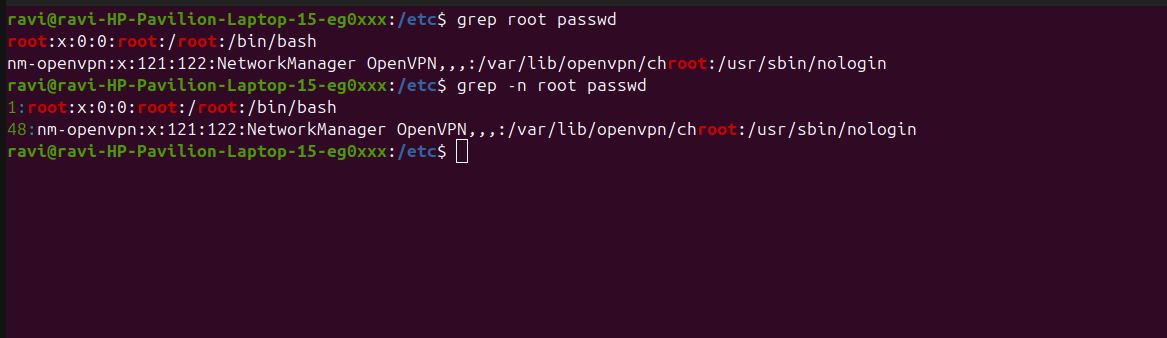 ravi@ravi-HP-Pavilion-Laptop-15-eg0xxx:/etc$ grep root passwd
root:x:0:0:root:/root:/bin/bash
nm-openvpn:x:121:122:NetworkManager OpenVPN,,,:/var/lib/openvpn/chroot:/usr/sbin/nologin
ravi@ravi-HP-Pavilion-Laptop-15-eg0xxx:/etc$ grep -n root passwd
1:root:x:0:0:root:/root:/bin/bash
48:nm-openvpn:x:121:122:NetworkManager OpenVPN,,,:/var/lib/openvpn/chroot:/usr/sbin/nologin
ravi@ravi-HP-Pavilion-Laptop-15-eg0xxx:/etc$